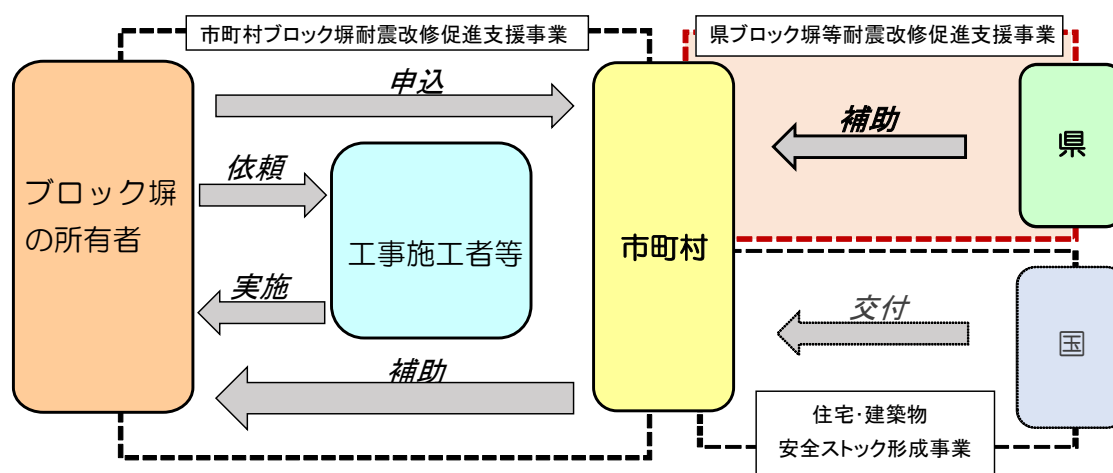 市町村ブロック塀耐震改修促進支援事業
県ブロック塀等耐震改修促進支援事業
申込
補助
県
依頼
ブロック塀
の所有者
工事施工者等
市町村
実施
交付
国
補助
住宅・建築物
安全ストック形成事業